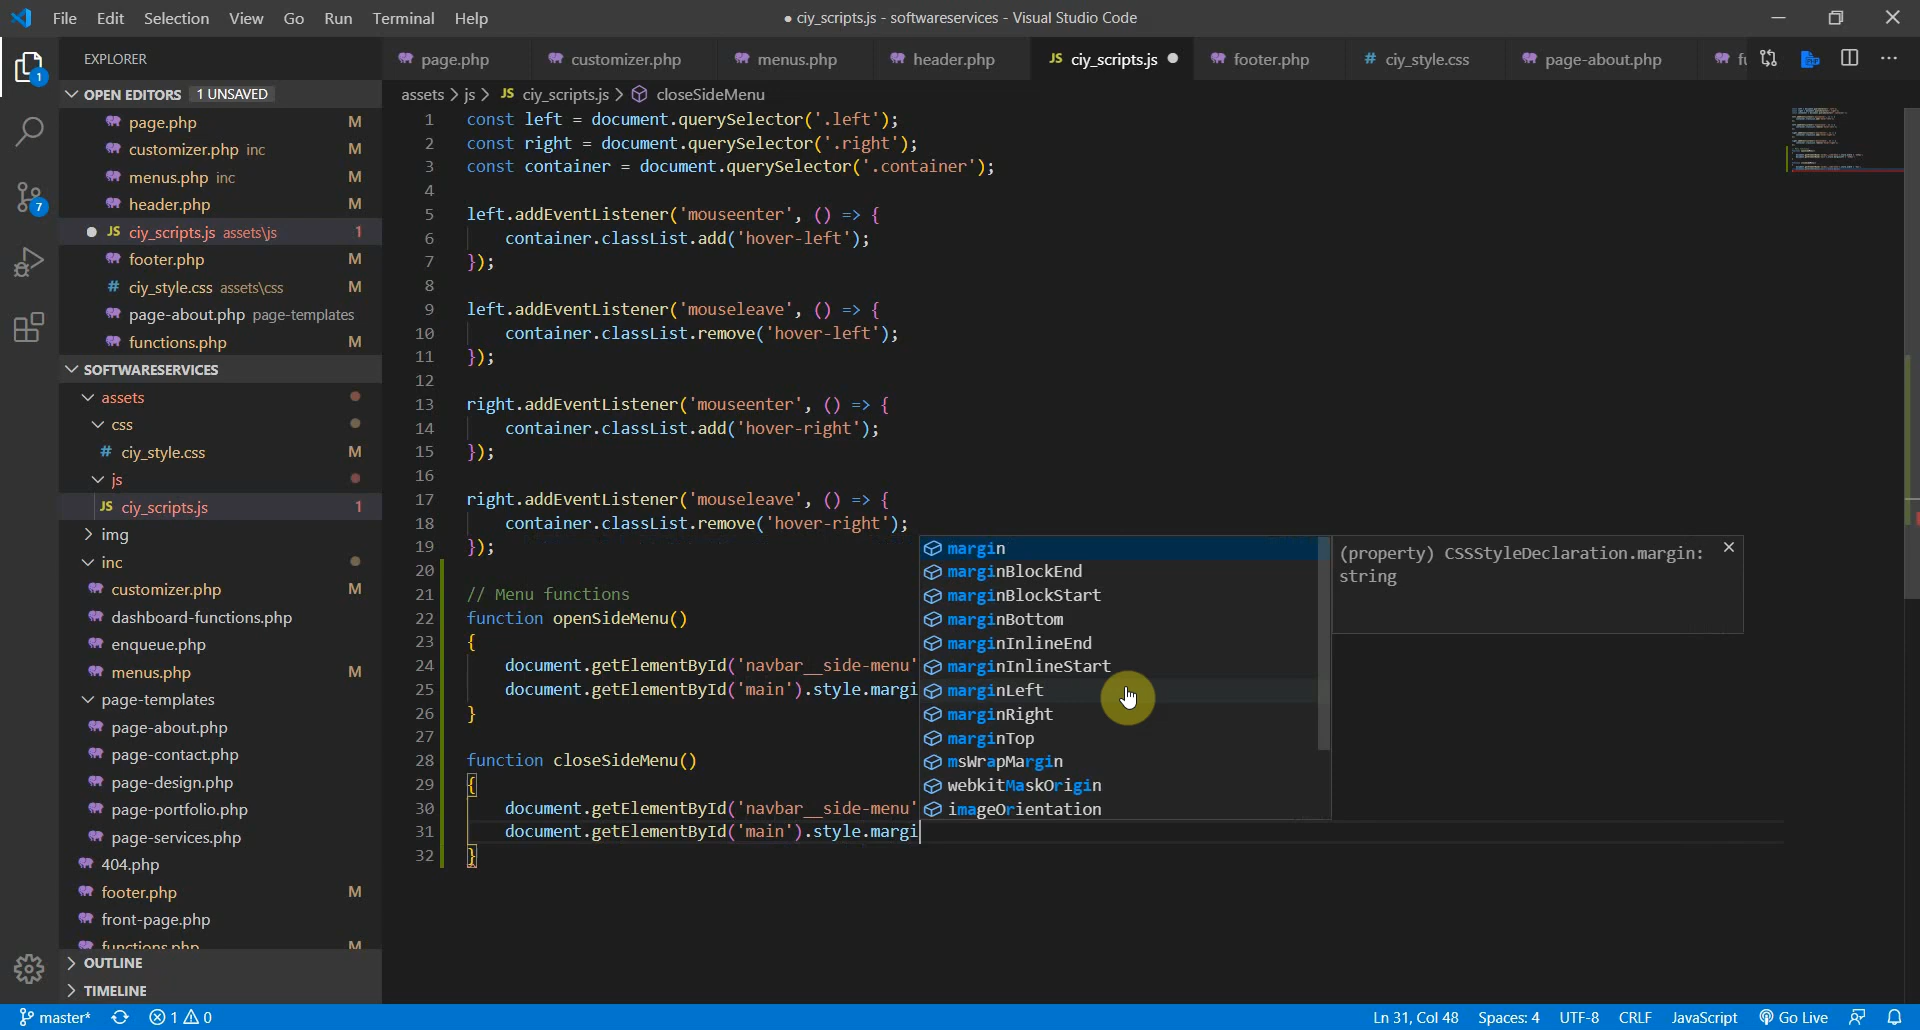 File Edit Selection View Go Run Terminal Help
● ciy_scripts.js - softwareservices - Visual Studio Code
EXPLORER
page.php customizer.php menus.php header.php JS ciy_scripts.js ● footer.php # ciy_style.css page-about.php fu
OPEN EDITORS 1 UNSAVED
assets > js > JS ciy_scripts.js > closeSideMenu
page.php M
customizer.php inc M
menus.php inc M
header.php M
● JS ciy_scripts.js assets\js 1
footer.php M
# ciy_style.css assets\css M
page-about.php page-templates
functions.php M
SOFTWARESERVICES
assets
css
# ciy_style.css M
js
JS ciy_scripts.js 1
img
inc
customizer.php M
dashboard-functions.php
enqueue.php
menus.php M
page-templates
page-about.php
page-contact.php
page-design.php
page-portfolio.php
page-services.php
404.php
footer.php M
front-page.php
functions.php M
OUTLINE
TIMELINE
1 const left = document.querySelector('.left');
2 const right = document.querySelector('.right');
3 const container = document.querySelector('.container');
4
5 left.addEventListener('mouseenter', () => {
6 container.classList.add('hover-left');
7 });
8
9 left.addEventListener('mouseleave', () => {
10 container.classList.remove('hover-left');
11 });
12
13 right.addEventListener('mouseenter', () => {
14 container.classList.add('hover-right');
15 });
16
17 right.addEventListener('mouseleave', () => {
18 container.classList.remove('hover-right');
19 });
20
21 // Menu functions
22 function openSideMenu()
23 {
24 document.getElementById('navbar__side-menu'
25 document.getElementById('main').style.margi
26 }
27
28 function closeSideMenu()
29 {
30 document.getElementById('navbar__side-menu'
31 document.getElementById('main').style.margi
32 }
margin
marginBlockEnd
marginBlockStart
marginBottom
marginInlineEnd
marginInlineStart
marginLeft
marginRight
marginTop
msWrapMargin
webkitMaskOrigin
imageOrientation
(property) CSSStyleDeclaration.margin:
string
1
7
master* 1 0 Ln 31, Col 48 Spaces: 4 UTF-8 CRLF JavaScript Go Live